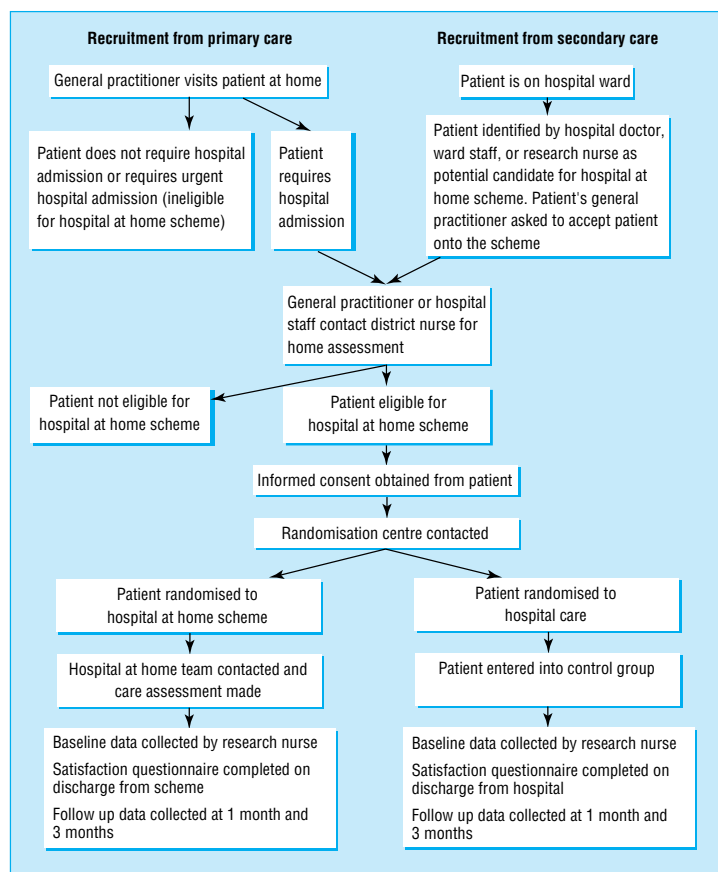 Recruitment from primary care
Recruitment from secondary care
General practitioner visits patient at home
Patient is on hospital ward
Patient does not require hospital
admission or requires urgent
hospital admission (ineligible
for hospital at home scheme)
Patient
requires
hospital
admission
Patient identified by hospital doctor,
ward staff, or research nurse as
potential candidate for hospital at
home scheme. Patient's general
practitioner asked to accept patient
onto the scheme
General practitioner or hospital
staff contact district nurse for
home assessment
Patient not eligible for
hospital at home scheme
Patient eligible for
hospital at home scheme
Informed consent obtained from patient
Randomisation centre contacted
Patient randomised to
hospital at home scheme
Patient randomised to
hospital care
Hospital at home team contacted and
care assessment made
Patient entered into control group
Baseline data collected by research nurse
Satisfaction questionnaire completed on
discharge from scheme
Follow up data collected at 1 month and
3 months
Baseline data collected by research nurse
Satisfaction questionnaire completed on
discharge from hospital
Follow up data collected at 1 month and
3 months